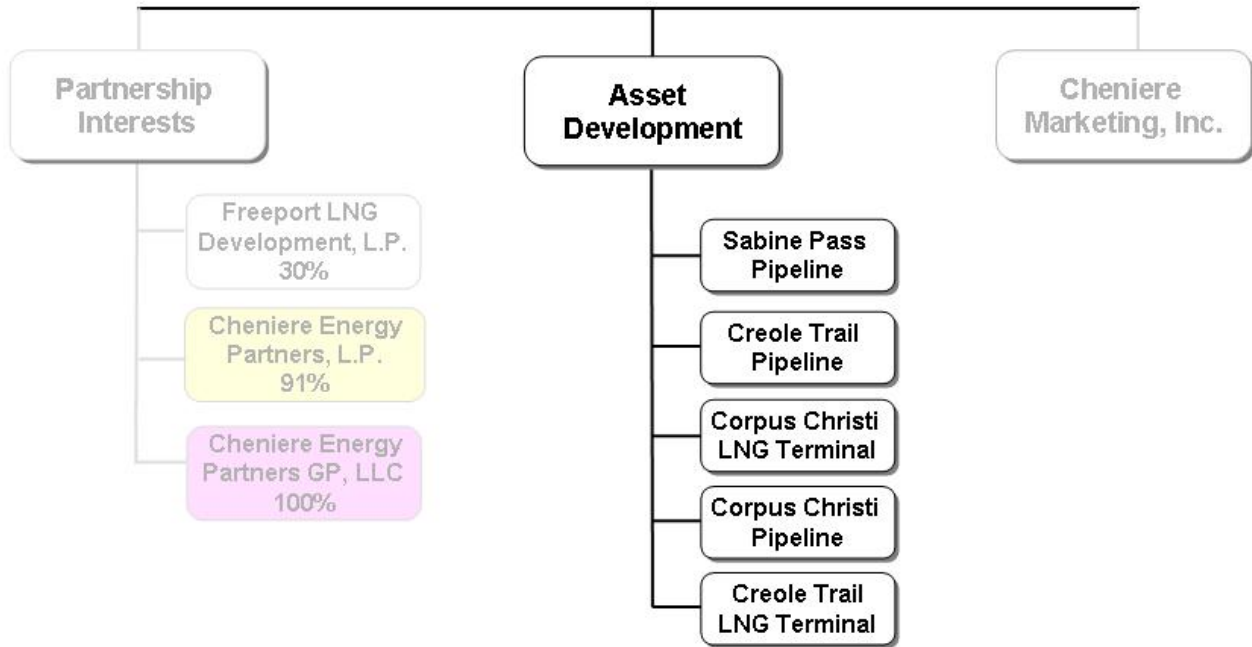 Partnership
Interests
Asset
Development
Cheniere
Marketing, Inc.
Freeport LNG
Development, L.P.
30%
Cheniere Energy
Partners, L.P.
91%
Cheniere Energy
Partners GP, LLC
100%
Sabine Pass
Pipeline
Creole Trail
Pipeline
Corpus Christi
LNG Terminal
Corpus Christi
Pipeline
Creole Trail
LNG Terminal